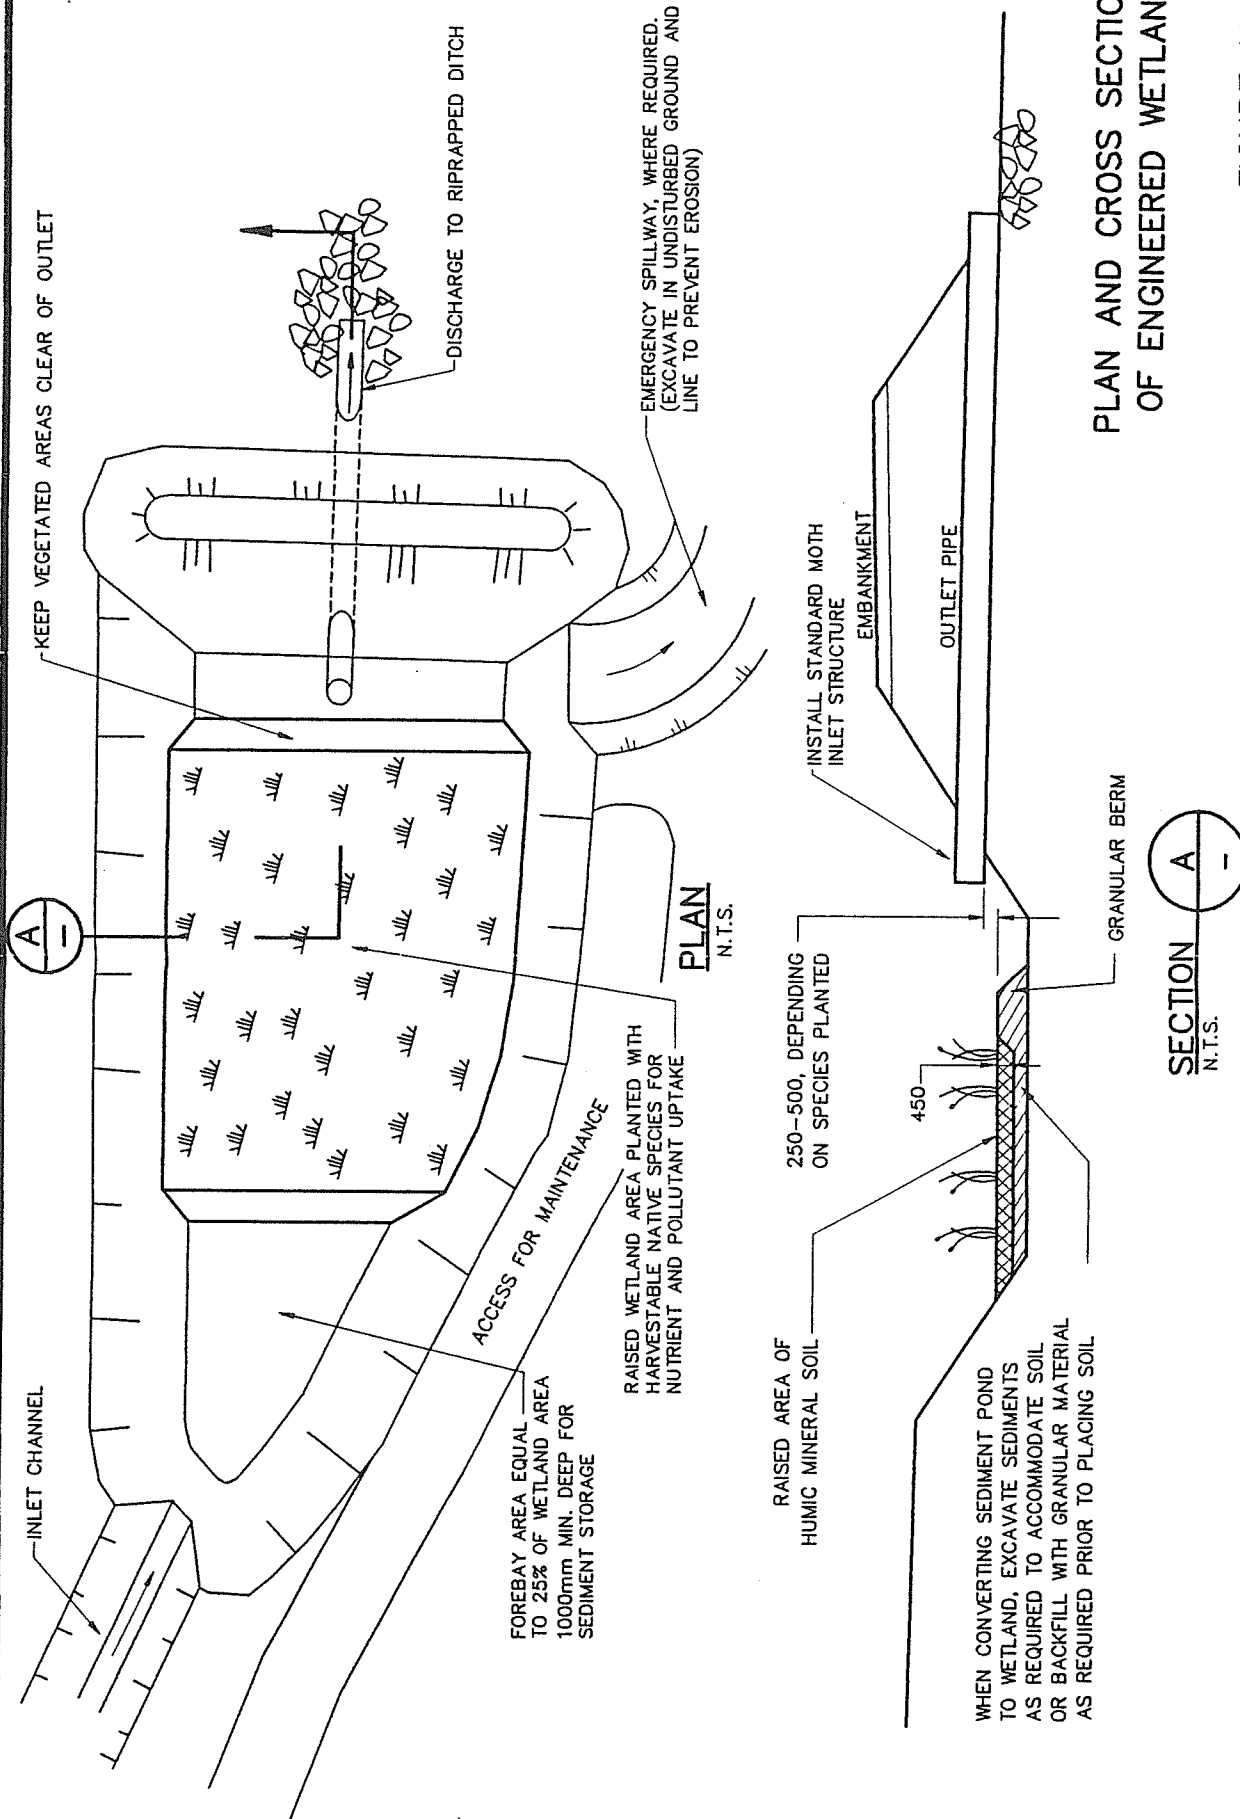 INLET CHANNEL
KEEP VEGETATED AREAS CLEAR OF OUTLET
A
-
DISCHARGE TO RIPRAPPED DITCH
EMERGENCY SPILLWAY, WHERE REQUIRED.
(EXCAVATE IN UNDISTURBED GROUND AND
LINE TO PREVENT EROSION)
ACCESS FOR MAINTENANCE
FOREBAY AREA EQUAL
TO 25% OF WETLAND AREA
1000mm MIN. DEEP FOR
SEDIMENT STORAGE
RAISED WETLAND AREA PLANTED WITH
HARVESTABLE NATIVE SPECIES FOR
NUTRIENT AND POLLUTANT UPTAKE
PLAN
N.T.S.
RAISED AREA OF
HUMIC MINERAL SOIL
250-500, DEPENDING
ON SPECIES PLANTED
INSTALL STANDARD MOTH
INLET STRUCTURE
EMBANKMENT
OUTLET PIPE
450
GRANULAR BERM
WHEN CONVERTING SEDIMENT POND
TO WETLAND, EXCAVATE SEDIMENTS
AS REQUIRED TO ACCOMMODATE SOIL
OR BACKFILL WITH GRANULAR MATERIAL
AS REQUIRED PRIOR TO PLACING SOIL
SECTION
N.T.S.
A
-
PLAN AND CROSS SECTIO
OF ENGINEERED WETLAN